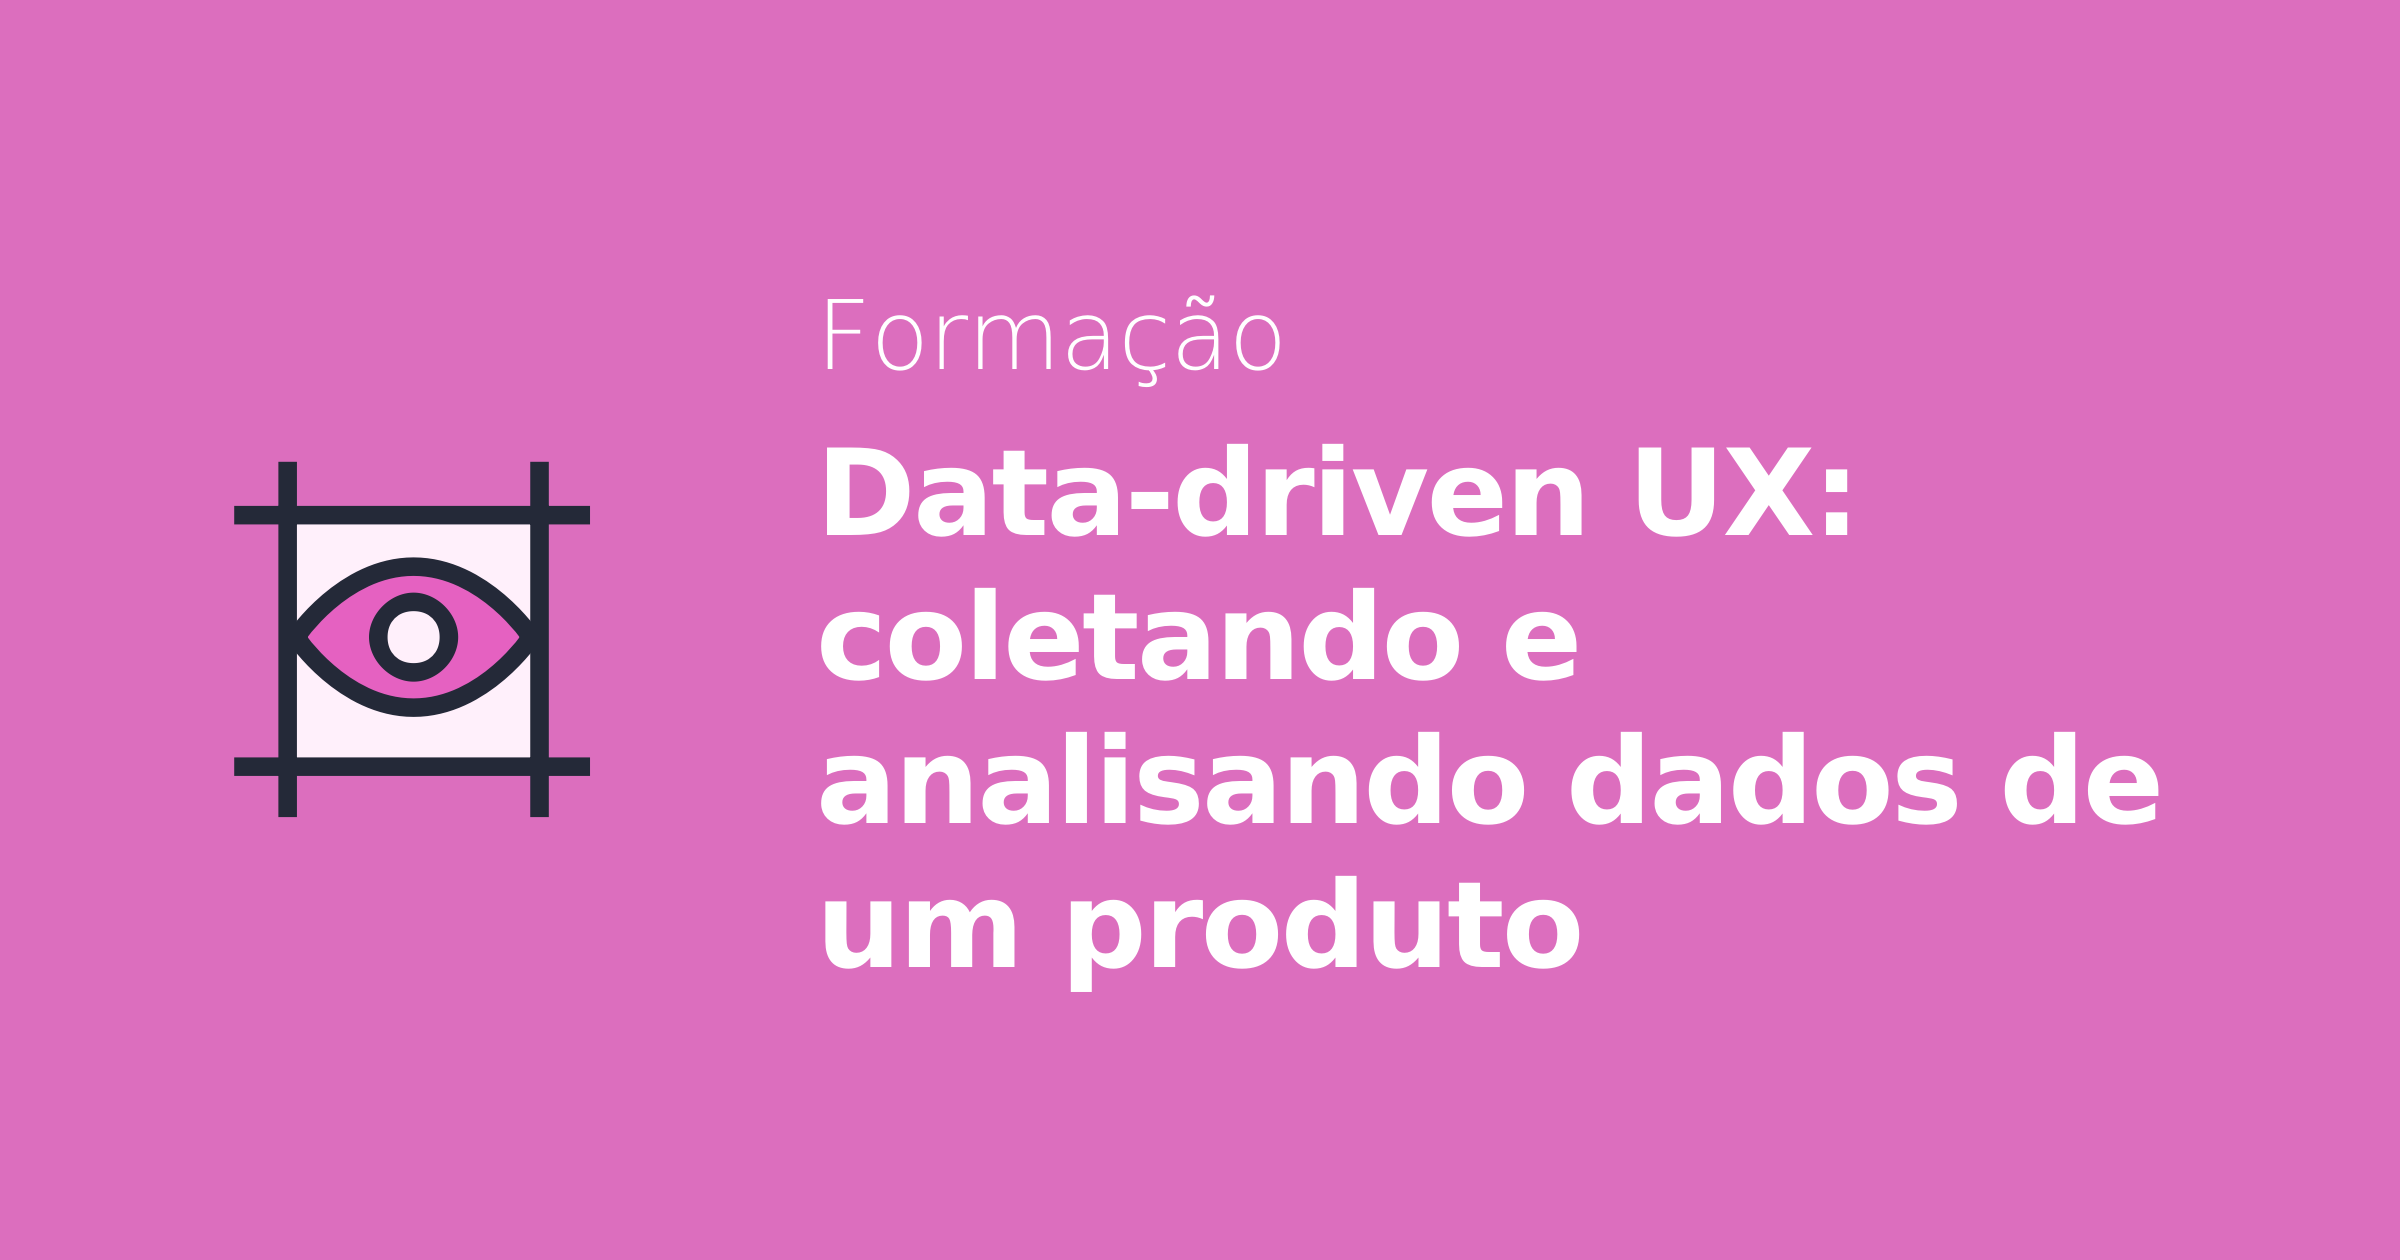 Formação
Data-driven UX:
coletando e
analisando dados de
um produto